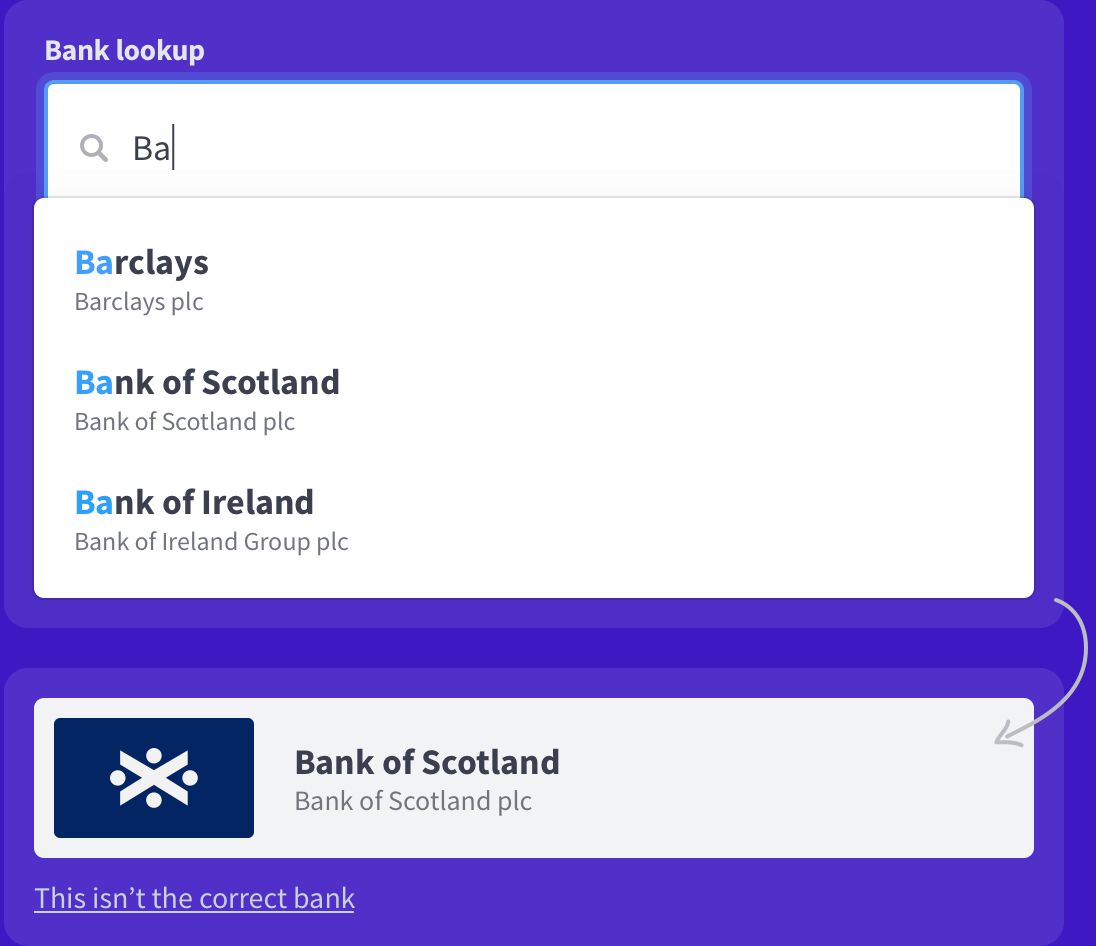 Bank lookup
Ba
Barclays
Barclays plc
Bank of Scotland
Bank of Scotland plc
Bank of Ireland
Bank of Ireland Group plc
Bank of Scotland
Bank of Scotland plc
This isn’t the correct bank